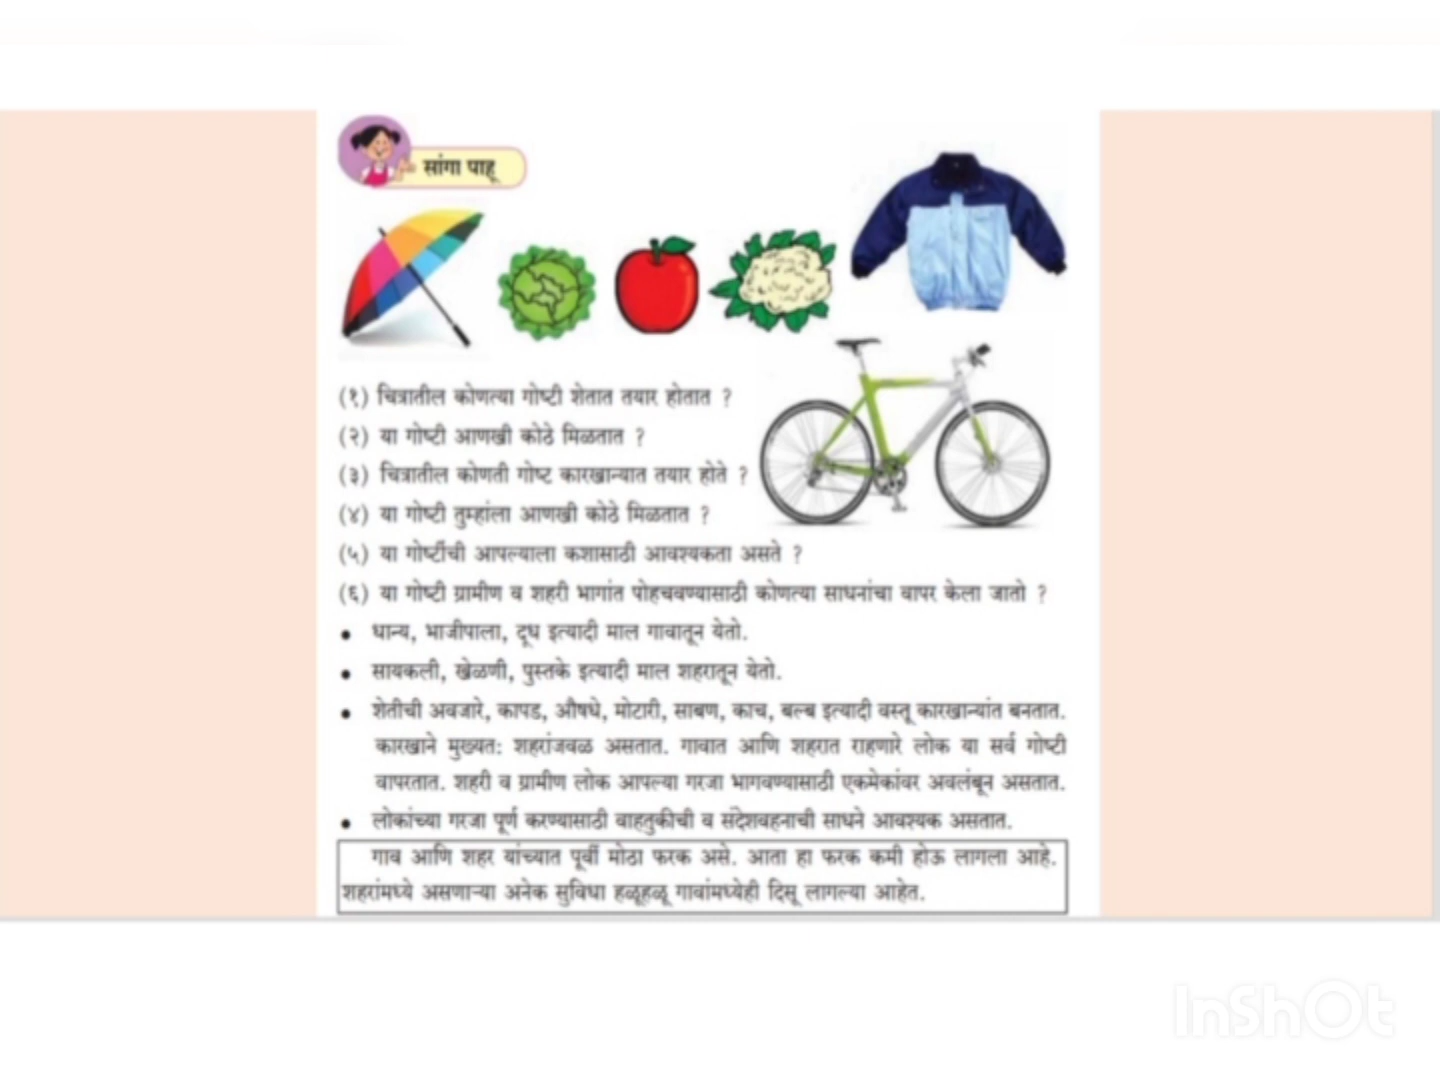 सांगा पाहू
(१) चित्रातील कोणत्या गोष्टी शेतात तयार होतात ?
(२) या गोष्टी आणखी कोठे मिळतात ?
(३) चित्रातील कोणती गोष्ट कारखान्यात तयार होते ?
(४) या गोष्टी तुम्हांला आणखी कोठे मिळतात ?
(५) या गोष्टींची आपल्याला कशासाठी आवश्यकता असते ?
(६) या गोष्टी ग्रामीण व शहरी भागांत पोहचवण्यासाठी कोणत्या साधनांचा वापर केला जातो ?
• धान्य, भाजीपाला, दूध इत्यादी माल गावातून येतो.
• सायकली, खेळणी, पुस्तके इत्यादी माल शहरातून येतो.
• शेतीची अवजारे, कापड, औषधे, मोटारी, साबण, काच, बल्ब इत्यादी वस्तू कारखान्यांत बनतात.
कारखाने मुख्यतः शहरांजवळ असतात. गावात आणि शहरात राहणारे लोक या सर्व गोष्टी
वापरतात. शहरी व ग्रामीण लोक आपल्या गरजा भागवण्यासाठी एकमेकांवर अवलंबून असतात.
• लोकांच्या गरजा पूर्ण करण्यासाठी वाहतुकीची व संदेशवहनाची साधने आवश्यक असतात.
गाव आणि शहर यांच्यात पूर्वी मोठा फरक असे. आता हा फरक कमी होऊ लागला आहे.
शहरांमध्ये असणाऱ्या अनेक सुविधा हळूहळू गावांमध्येही दिसू लागल्या आहेत.
InShOt